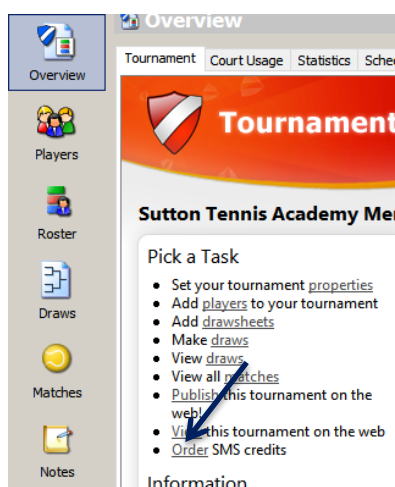 Overview
Overview
Players
Roster
Draws
Matches
Notes
Tournament Court Usage Statistics
Tournament
Sutton Tennis Academy
Pick a Task
Set your tournament properties
Add players to your tournament
Add drawsheets
Make draws
View draws
View all matches
Publish this tournament on the
web!
View this tournament on the web
Order SMS credits
Information